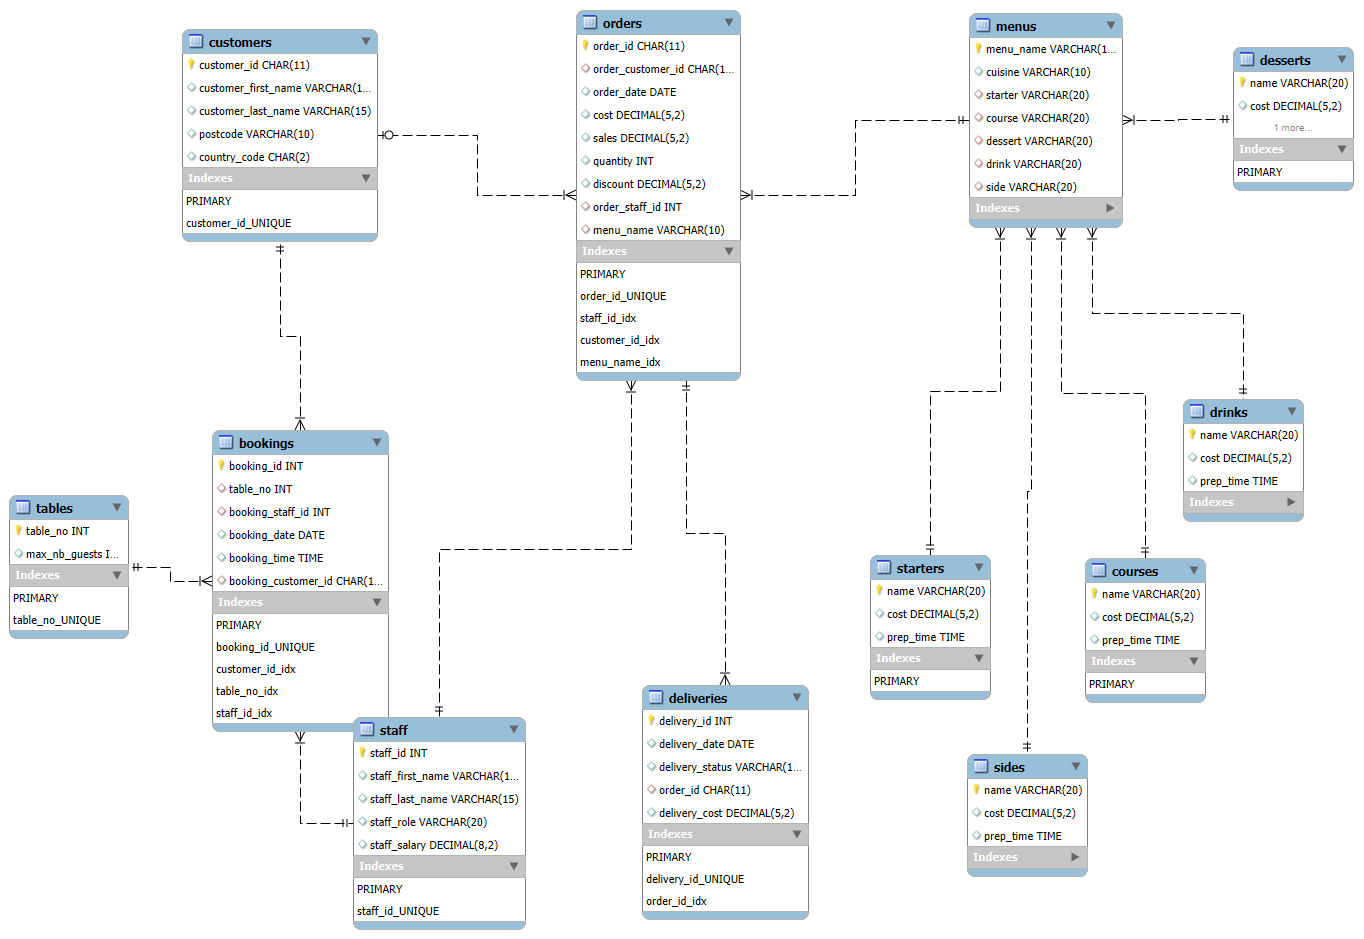 customers
customer_id CHAR(11)
customer_first_name VARCHAR(1...
customer_last_name VARCHAR(15)
postcode VARCHAR(10)
country_code CHAR(2)
Indexes
PRIMARY
customer_id_UNIQUE
orders
order_id CHAR(11)
order_customer_id CHAR(1...
order_date DATE
cost DECIMAL(5,2)
sales DECIMAL(5,2)
quantity INT
discount DECIMAL(5,2)
order_staff_id INT
menu_name VARCHAR(10)
Indexes
PRIMARY
order_id_UNIQUE
staff_id_idx
customer_id_idx
menu_name_idx
menus
menu_name VARCHAR(1...
cuisine VARCHAR(10)
starter VARCHAR(20)
course VARCHAR(20)
dessert VARCHAR(20)
drink VARCHAR(20)
side VARCHAR(20)
Indexes
desserts
name VARCHAR(20)
cost DECIMAL(5,2)
1 more...
Indexes
PRIMARY
bookings
booking_id INT
table_no INT
booking_staff_id INT
booking_date DATE
booking_time TIME
booking_customer_id CHAR(1...
Indexes
PRIMARY
booking_id_UNIQUE
customer_id_idx
table_no_idx
staff_id_idx
tables
table_no INT
max_nb_guests I...
Indexes
PRIMARY
table_no_UNIQUE
staff
staff_id INT
staff_first_name VARCHAR(1...
staff_last_name VARCHAR(15)
staff_role VARCHAR(20)
staff_salary DECIMAL(8,2)
Indexes
PRIMARY
staff_id_UNIQUE
deliveries
delivery_id INT
delivery_date DATE
delivery_status VARCHAR(1...
order_id CHAR(11)
delivery_cost DECIMAL(5,2)
Indexes
PRIMARY
delivery_id_UNIQUE
order_id_idx
starters
name VARCHAR(20)
cost DECIMAL(5,2)
prep_time TIME
Indexes
PRIMARY
drinks
name VARCHAR(20)
cost DECIMAL(5,2)
prep_time TIME
Indexes
courses
name VARCHAR(20)
cost DECIMAL(5,2)
prep_time TIME
Indexes
PRIMARY
sides
name VARCHAR(20)
cost DECIMAL(5,2)
prep_time TIME
Indexes